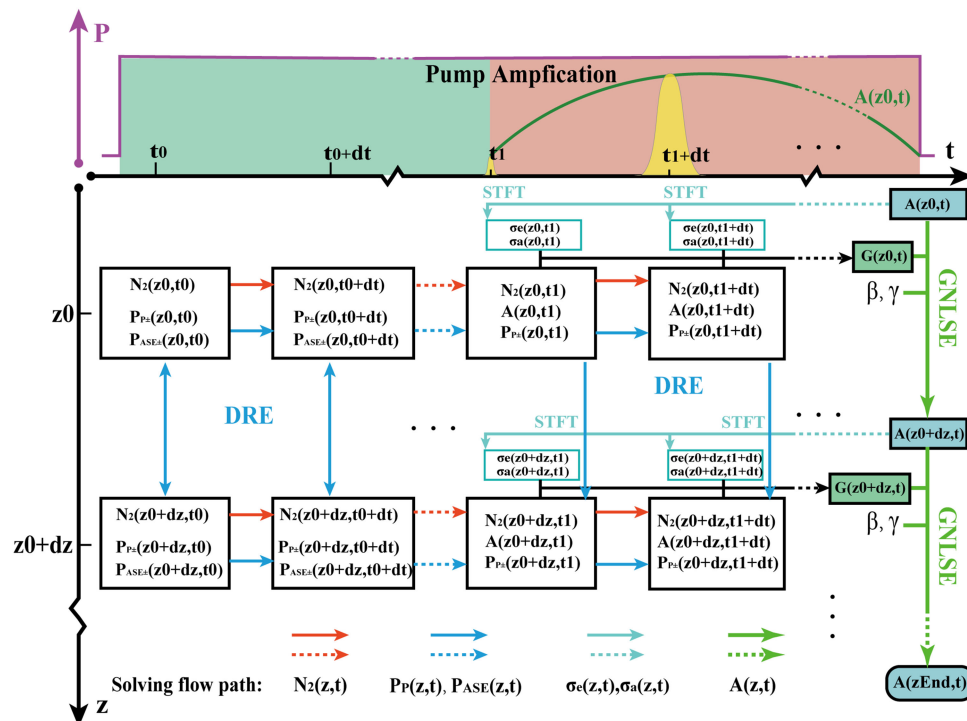 P
Pump Ampfication
A(z0,t)
t0
t0+dt
t1
t1+dt
. . .
t
STFT
STFT
A(z0,t)
σe(z0,t1)
σa(z0,t1)
σe(z0,t1+dt)
σa(z0,t1+dt)
G(z0,t)
z0
N2(z0,t0)
PP±(z0,t0)
PASE±(z0,t0)
N2(z0,t0+dt)
PP±(z0,t0+dt)
PASE±(z0,t0+dt)
N2(z0,t1)
A(z0,t1)
PP±(z0,t1)
N2(z0,t1+dt)
A(z0,t1+dt)
PP±(z0,t1+dt)
β, γ
GNLSE
DRE
DRE
. . .
. . .
STFT
A(z0+dz,t)
σe(z0+dz,t1)
σa(z0+dz,t1)
σe(z0+dz,t1+dt)
σa(z0+dz,t1+dt)
G(z0+dz,t)
z0+dz
N2(z0+dz,t0)
PP±(z0+dz,t0)
PASE±(z0+dz,t0)
N2(z0+dz,t0+dt)
PP±(z0+dz,t0+dt)
PASE±(z0+dz,t0+dt)
N2(z0+dz,t1)
A(z0+dz,t1)
PP±(z0+dz,t1)
N2(z0+dz,t1+dt)
A(z0+dz,t1+dt)
PP±(z0+dz,t1+dt)
β, γ
GNLSE
. . .
Solving flow path:
N2(z,t)
PP(z,t), PASE(z,t)
σe(z,t),σa(z,t)
A(z,t)
A(zEnd,t)
z